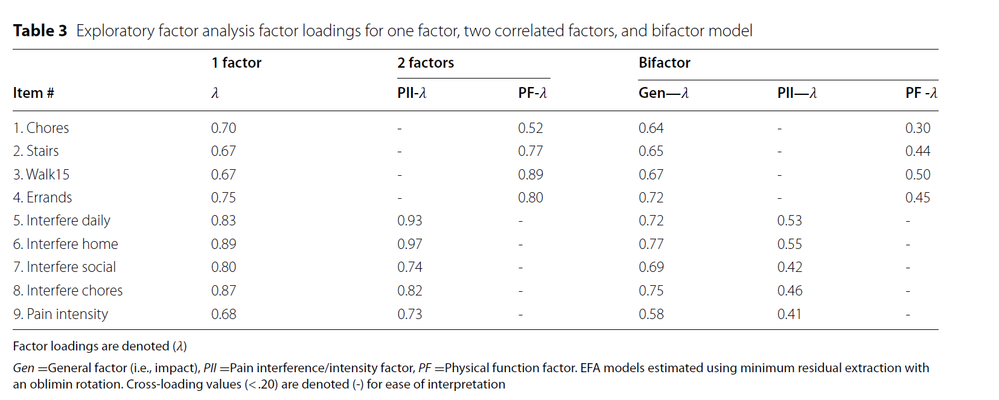 Table 3 Exploratory factor analysis factor loadings for one factor, two correlated factors, and bifactor model
1 factor 2 factors Bifactor
Item # λ PII-λ PF-λ Gen—λ PII—λ PF -λ
1. Chores 0.70 - 0.52 0.64 - 0.30
2. Stairs 0.67 - 0.77 0.65 - 0.44
3. Walk15 0.67 - 0.89 0.67 - 0.50
4. Errands 0.75 - 0.80 0.72 - 0.45
5. Interfere daily 0.83 0.93 - 0.72 0.53 -
6. Interfere home 0.89 0.97 - 0.77 0.55 -
7. Interfere social 0.80 0.74 - 0.69 0.42 -
8. Interfere chores 0.87 0.82 - 0.75 0.46 -
9. Pain intensity 0.68 0.73 - 0.58 0.41 -
Factor loadings are denoted (λ)
Gen =General factor (i.e., impact), PII =Pain interference/intensity factor, PF =Physical function factor. EFA models estimated using minimum residual extraction with
an oblimin rotation. Cross-loading values (< .20) are denoted (-) for ease of interpretation